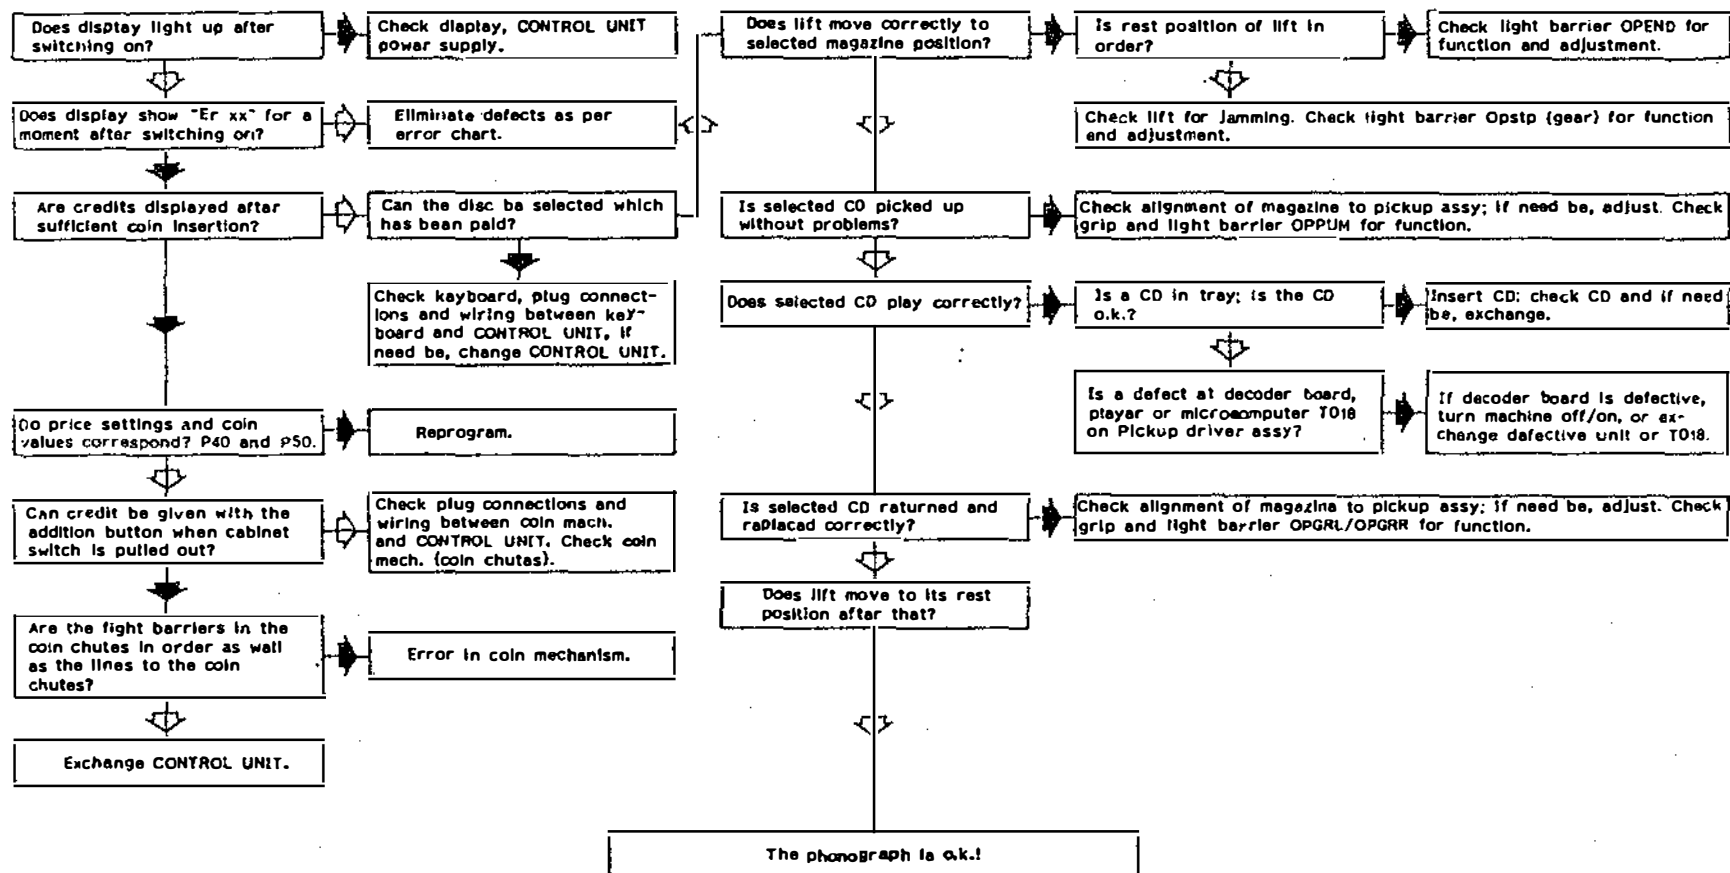 Does display light up after
switching on?
Check display, CONTROL UNIT
power supply.
Does display show "Er xx" for a
moment after switching on?
Eliminate defects as per
error chart.
Are credits displayed after
sufficient coin insertion?
Can the disc be selected which
has been paid?
Check keyboard, plug connect-
ions and wiring between key-
board and CONTROL UNIT, if
need be, change CONTROL UNIT.
Do price settings and coin
values correspond? P40 and P50.
Reprogram.
Can credit be given with the
addition button when cabinet
switch is pulled out?
Check plug connections and
wiring between coin mach.
and CONTROL UNIT. Check coin
mech. (coin chutes).
Are the light barriers in the
coin chutes in order as well
as the lines to the coin
chutes?
Error in coin mechanism.
Exchange CONTROL UNIT.
Does lift move correctly to
selected magazine position?
Is rest position of lift in
order?
Check light barrier OPEND for
function and adjustment.
Check lift for jamming. Check light barrier Opstp (gear) for function
and adjustment.
Is selected CD picked up
without problems?
Check alignment of magazine to pickup assy; if need be, adjust. Check
grip and light barrier OPPUM for function.
Does selected CD play correctly?
Is a CD in tray; is the CD
o.k.?
Insert CD; check CD and if need
be, exchange.
Is a defect at decoder board,
player or microcomputer T018
on Pickup driver assy?
If decoder board is defective,
turn machine off/on, or ex-
change defective unit or T018.
Is selected CD returned and
replaced correctly?
Check alignment of magazine to pickup assy; if need be, adjust. Check
grip and light barrier OPGRL/OPGRR for function.
Does lift move to its rest
position after that?
The phonograph is o.k.!